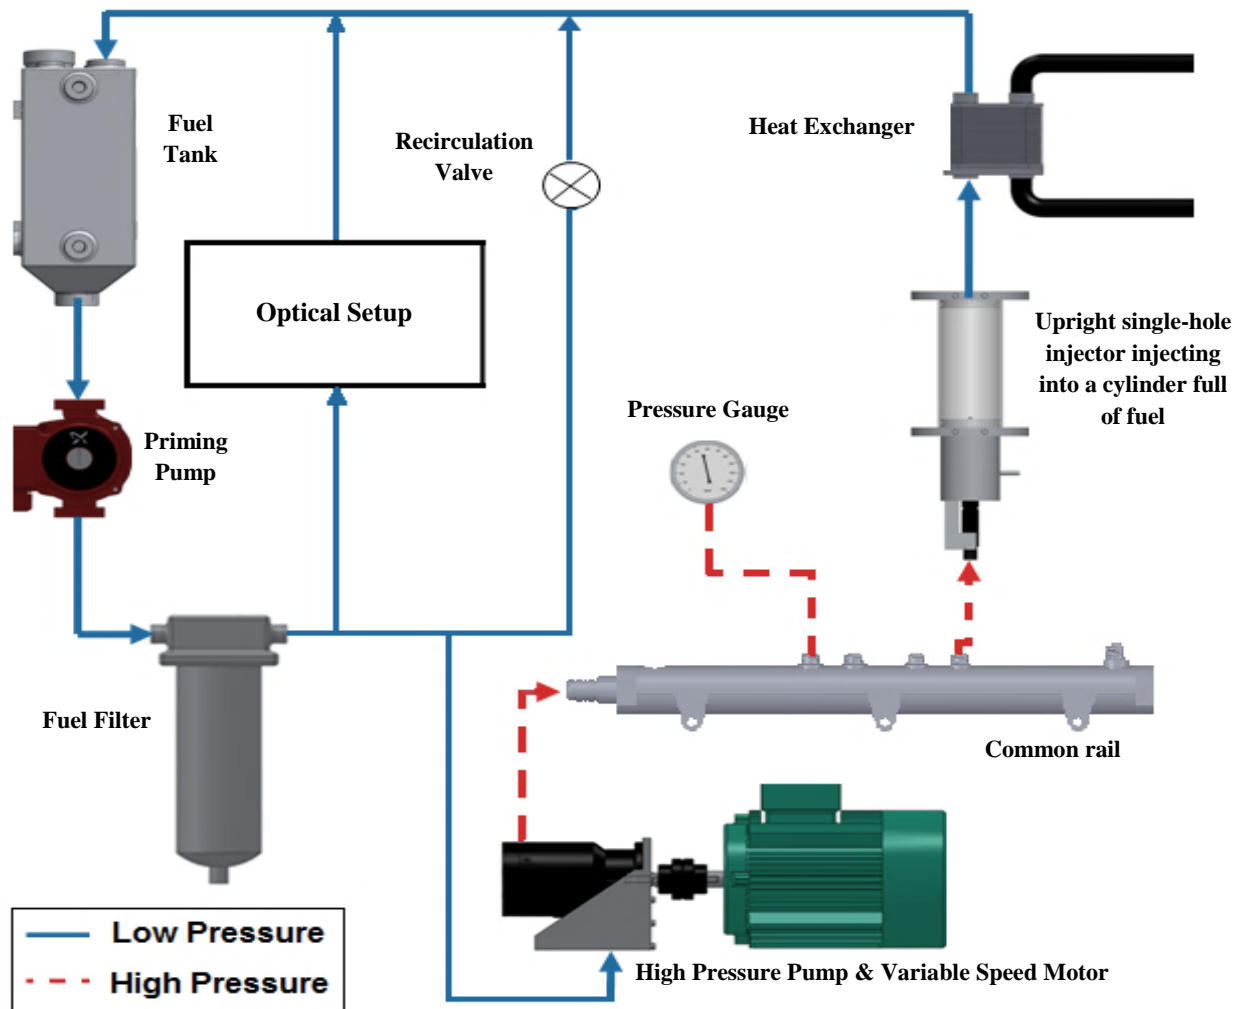 Fuel
Tank
Recirculation
Valve
Heat Exchanger
Optical Setup
Upright single-hole
injector injecting
into a cylinder full
of fuel
Pressure Gauge
Priming
Pump
Fuel Filter
Common rail
High Pressure Pump & Variable Speed Motor
Low Pressure
High Pressure